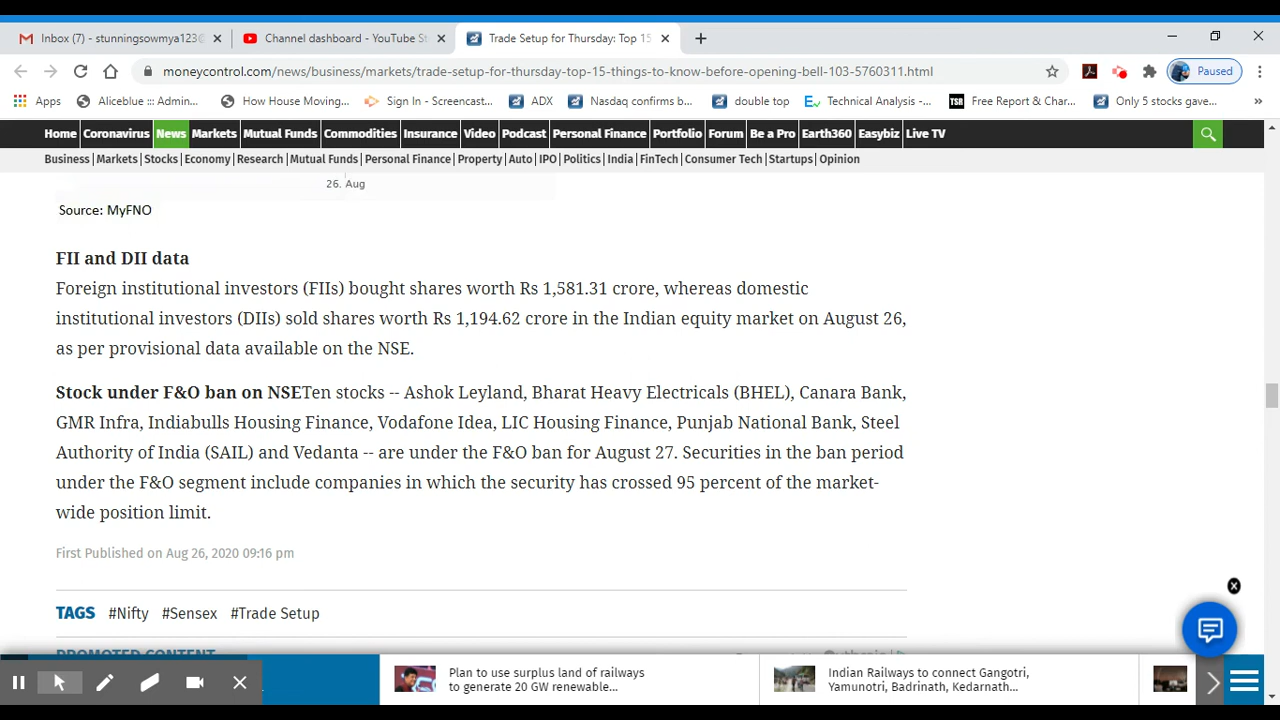 Inbox (7) - stunningsowmya123@
Channel dashboard - YouTube St
Trade Setup for Thursday: Top 15
moneycontrol.com/news/business/markets/trade-setup-for-thursday-top-15-things-to-know-before-opening-bell-103-5760311.html
Paused
Apps Aliceblue ::: Admin... How House Moving... Sign In - Screencast... ADX Nasdaq confirms b... double top Technical Analysis -... TSR Free Report & Char... Only 5 stocks gave... »
Home Coronavirus News Markets Mutual Funds Commodities Insurance Video Podcast Personal Finance Portfolio Forum Be a Pro Earth360 Easybiz Live TV
Business | Markets | Stocks | Economy | Research | Mutual Funds | Personal Finance | Property | Auto | IPO | Politics | India | FinTech | Consumer Tech | Startups | Opinion
26. Aug
Source: MyFNO
FII and DII data
Foreign institutional investors (FIIs) bought shares worth Rs 1,581.31 crore, whereas domestic
institutional investors (DIIs) sold shares worth Rs 1,194.62 crore in the Indian equity market on August 26,
as per provisional data available on the NSE.
Stock under F&O ban on NSETen stocks -- Ashok Leyland, Bharat Heavy Electricals (BHEL), Canara Bank,
GMR Infra, Indiabulls Housing Finance, Vodafone Idea, LIC Housing Finance, Punjab National Bank, Steel
Authority of India (SAIL) and Vedanta -- are under the F&O ban for August 27. Securities in the ban period
under the F&O segment include companies in which the security has crossed 95 percent of the market-
wide position limit.
First Published on Aug 26, 2020 09:16 pm
TAGS #Nifty #Sensex #Trade Setup
PROMOTED CONTENT
Plan to use surplus land of railways
to generate 20 GW renewable...
Indian Railways to connect Gangotri,
Yamunotri, Badrinath, Kedarnath...